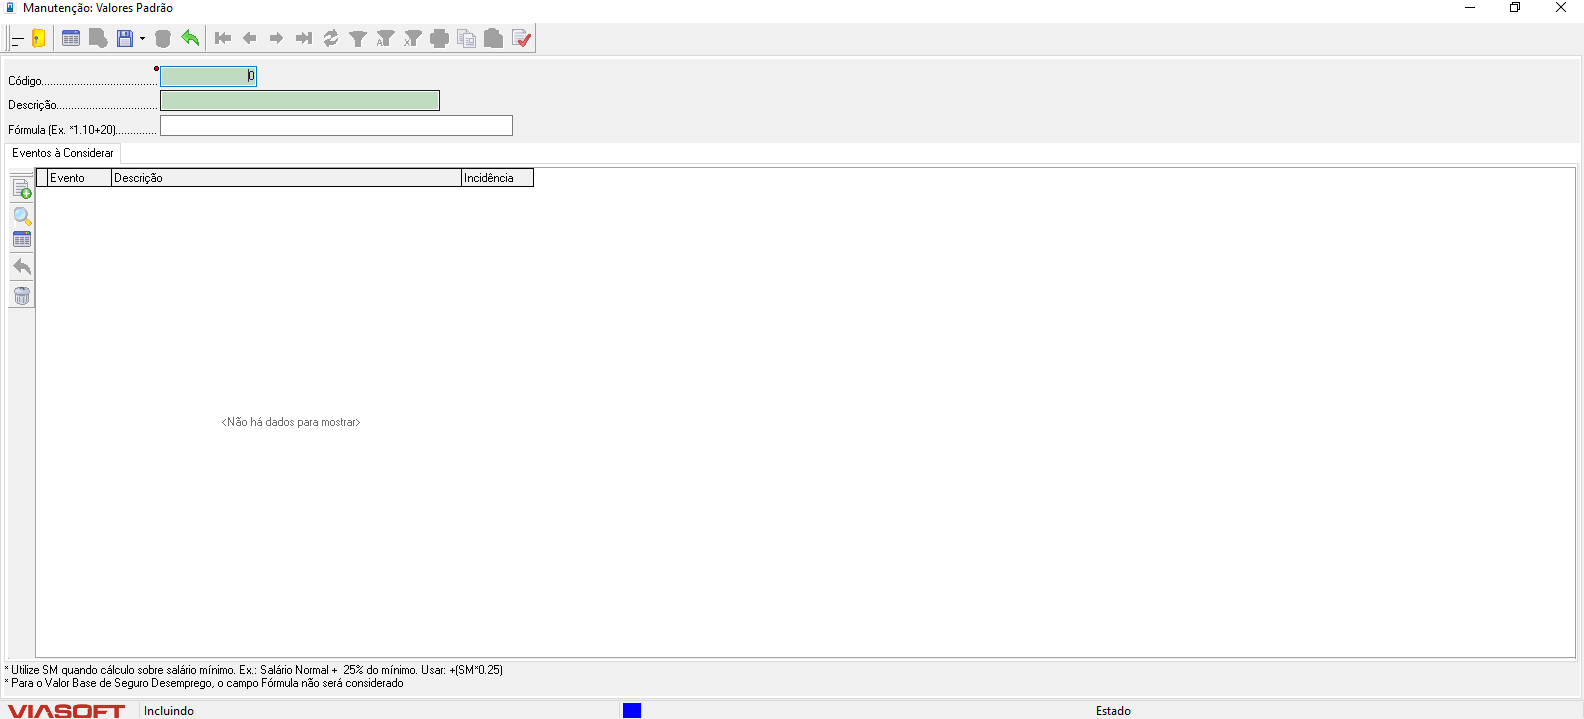 Manutenção: Valores Padrão
Código.......................................
0
Descrição..................................
Fórmula (Ex. *1.10+20)..............
Eventos à Considerar
Evento Descrição Incidência
<Não há dados para mostrar>
* Utilize SM quando cálculo sobre salário mínimo. Ex.: Salário Normal + 25% do mínimo. Usar: +(SM*0.25)
* Para o Valor Base de Seguro Desemprego, o campo Fórmula não será considerado
VIASOFT Incluindo Estado